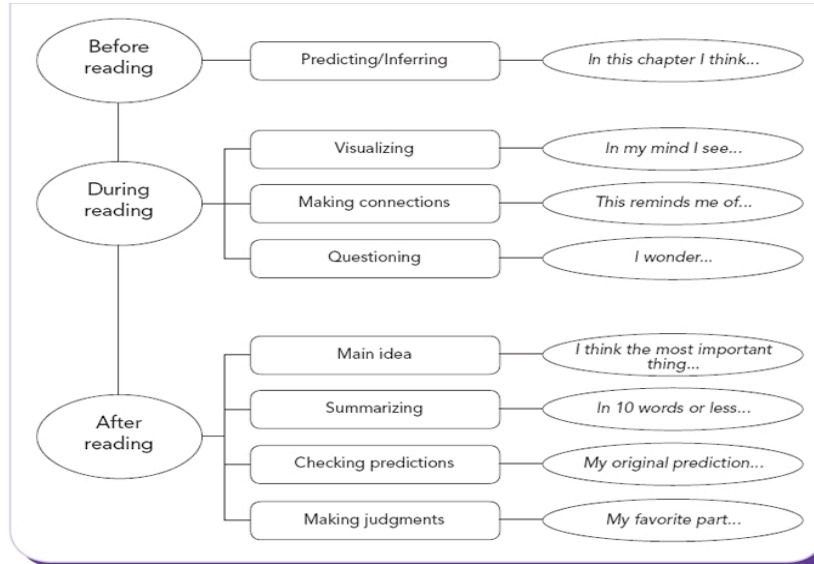 Before
reading
Predicting/Inferring
In this chapter I think...
During
reading
Visualizing
In my mind I see...
Making connections
This reminds me of...
Questioning
I wonder...
After
reading
Main idea
I think the most important
thing...
Summarizing
In 10 words or less...
Checking predictions
My original prediction...
Making judgments
My favorite part...